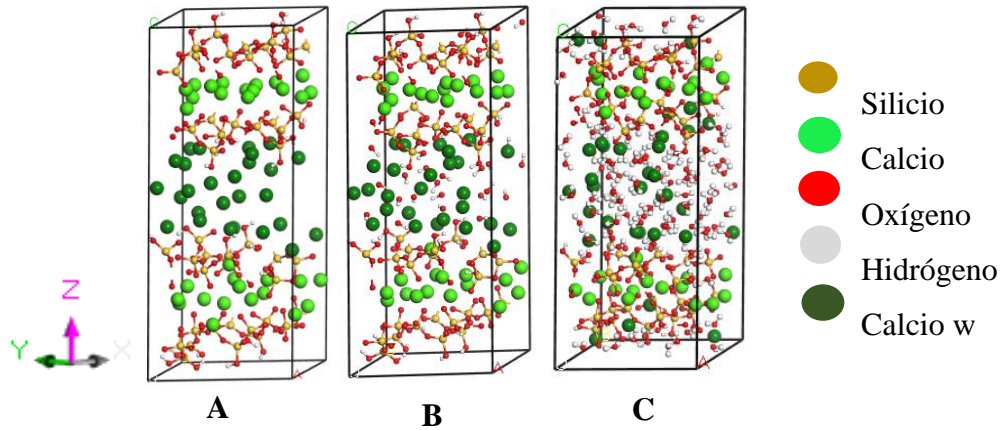 C
C
C
Silicio
Calcio
Oxígeno
Hidrógeno
Calcio w
Z
Y
X
A
A
A
A
B
C